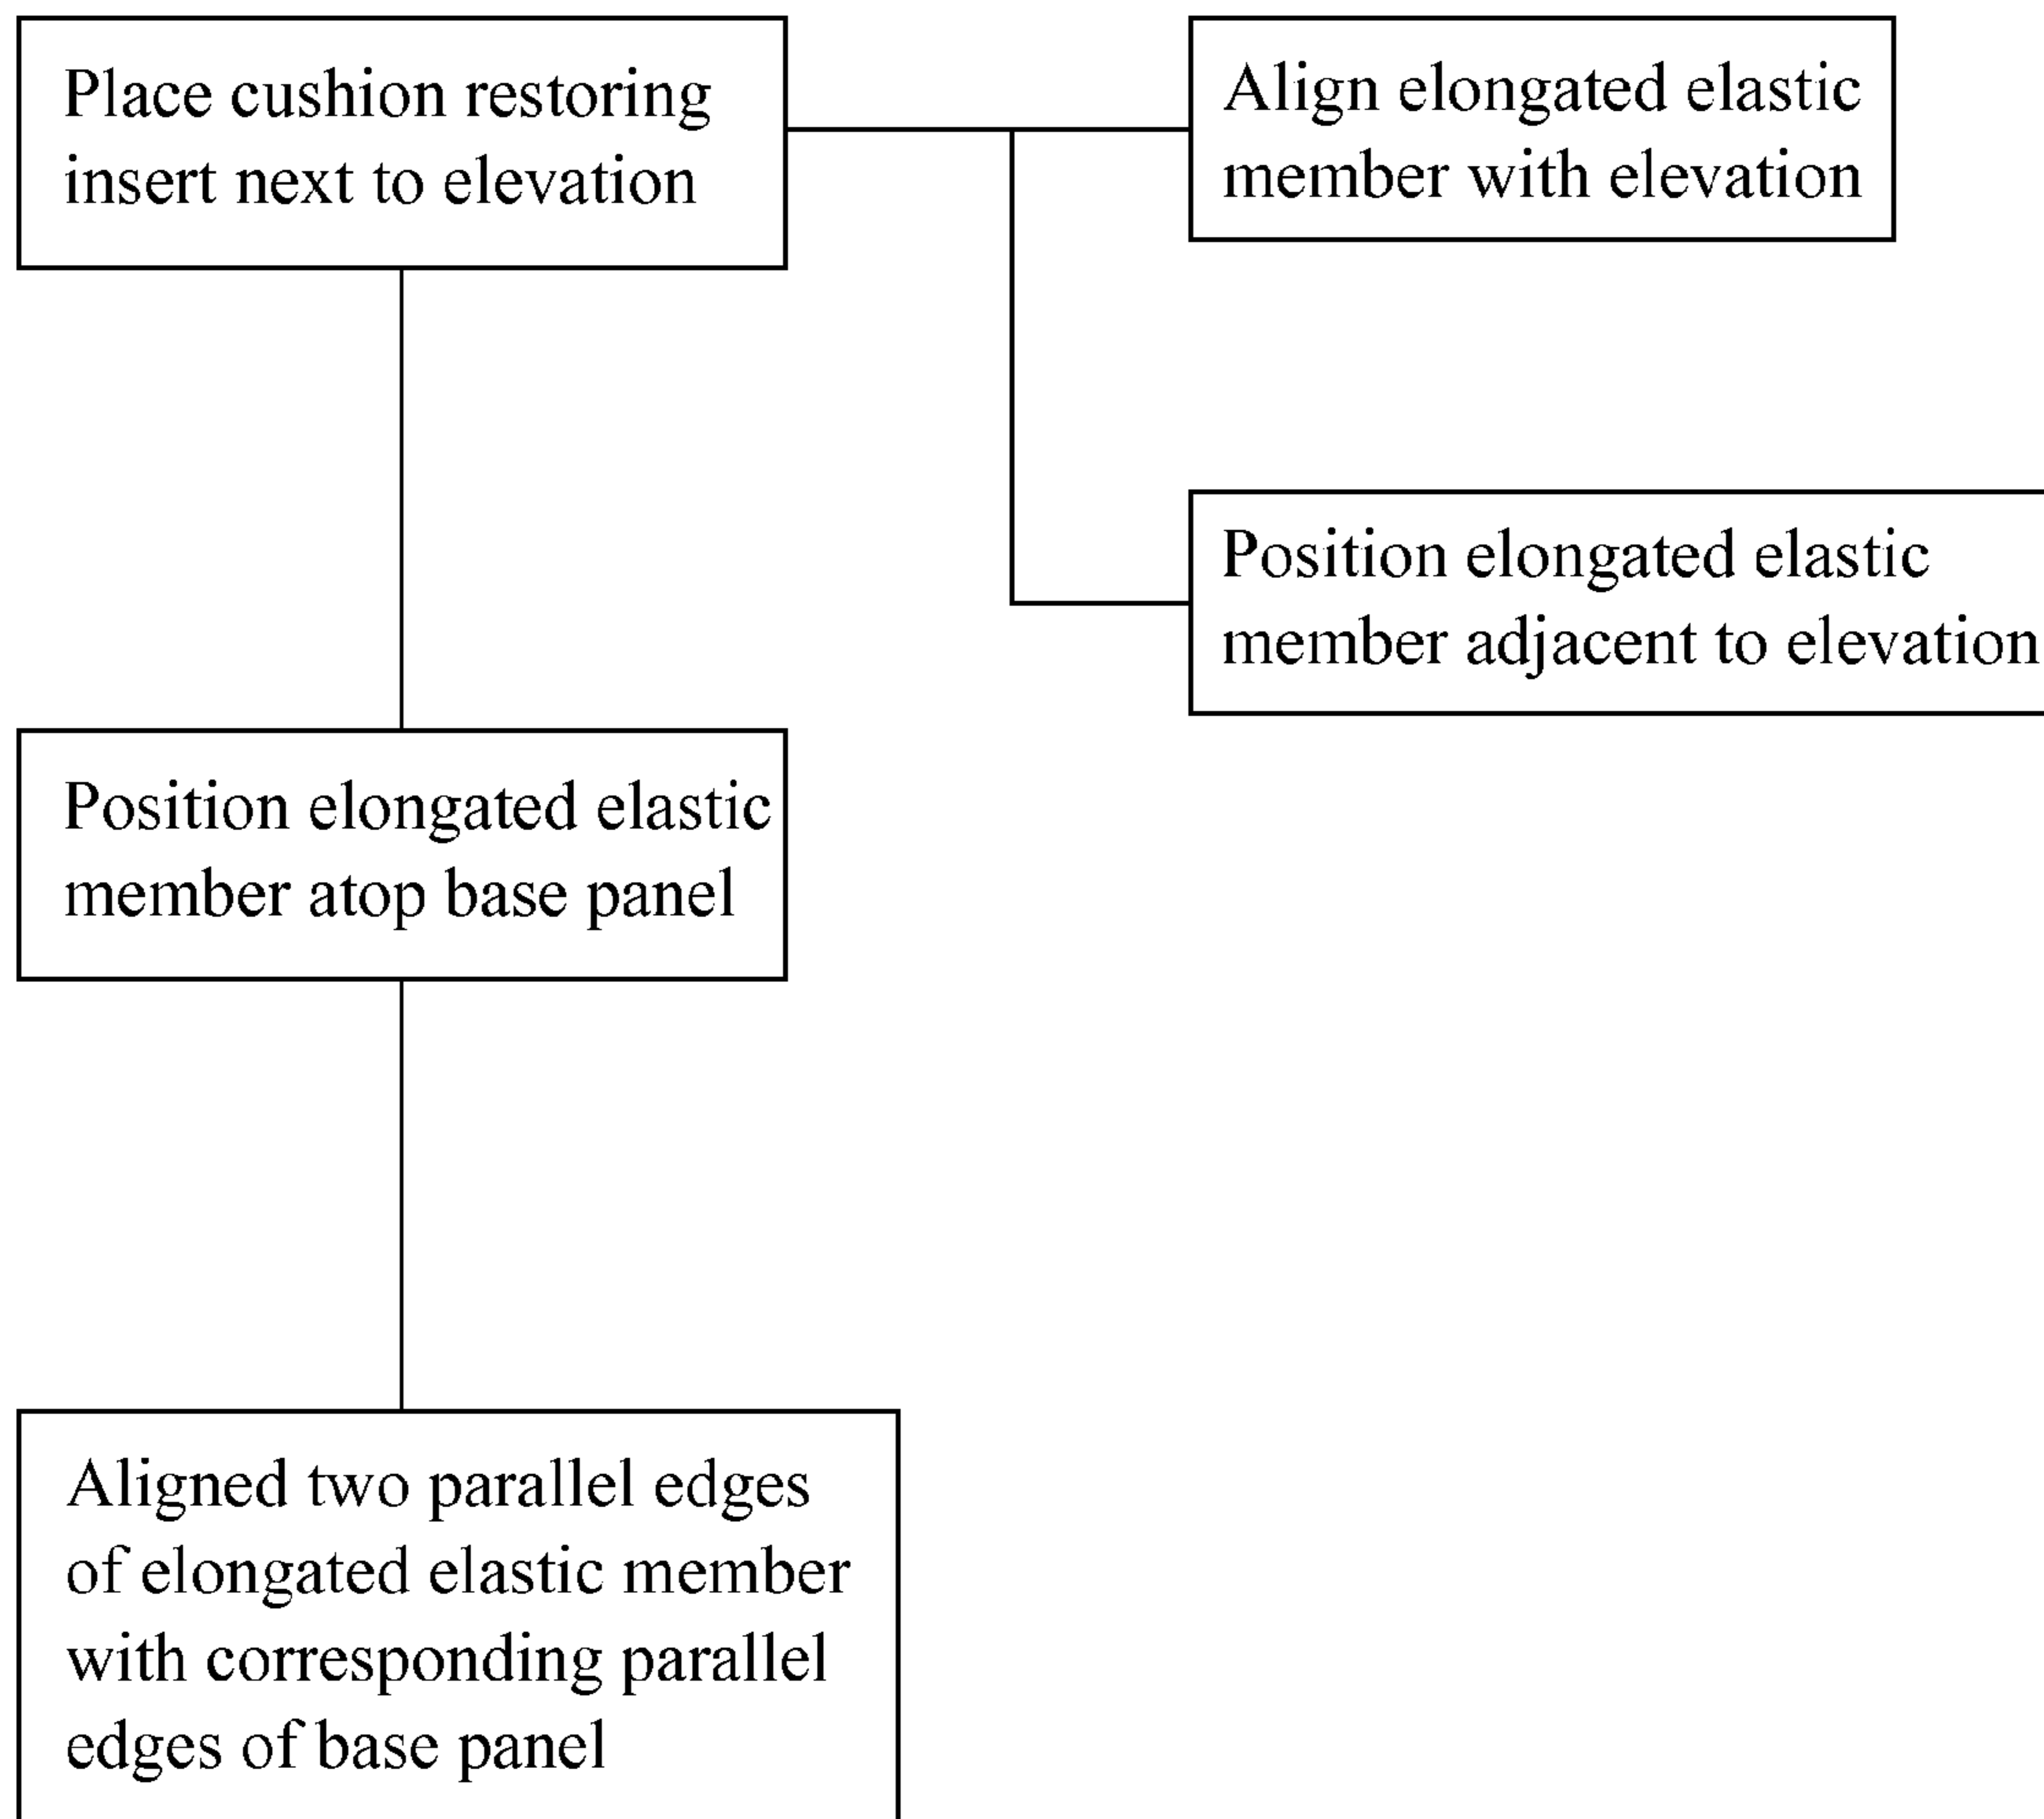 Place cushion restoring
insert next to elevation
Align elongated elastic
member with elevation
Position elongated elastic
member adjacent to elevation
Position elongated elastic
member atop base panel
Aligned two parallel edges
of elongated elastic member
with corresponding parallel
edges of base panel